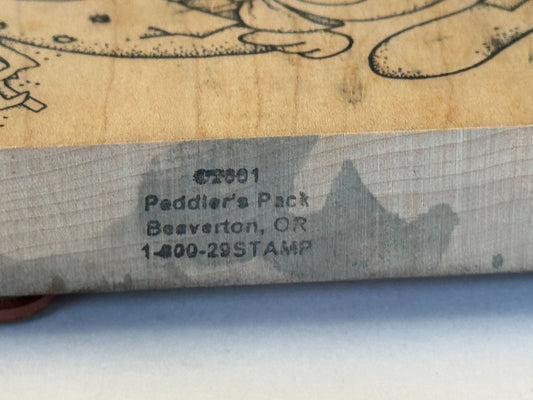 Peddler's Pack
Beaverton, OR
1-800-29STAMP